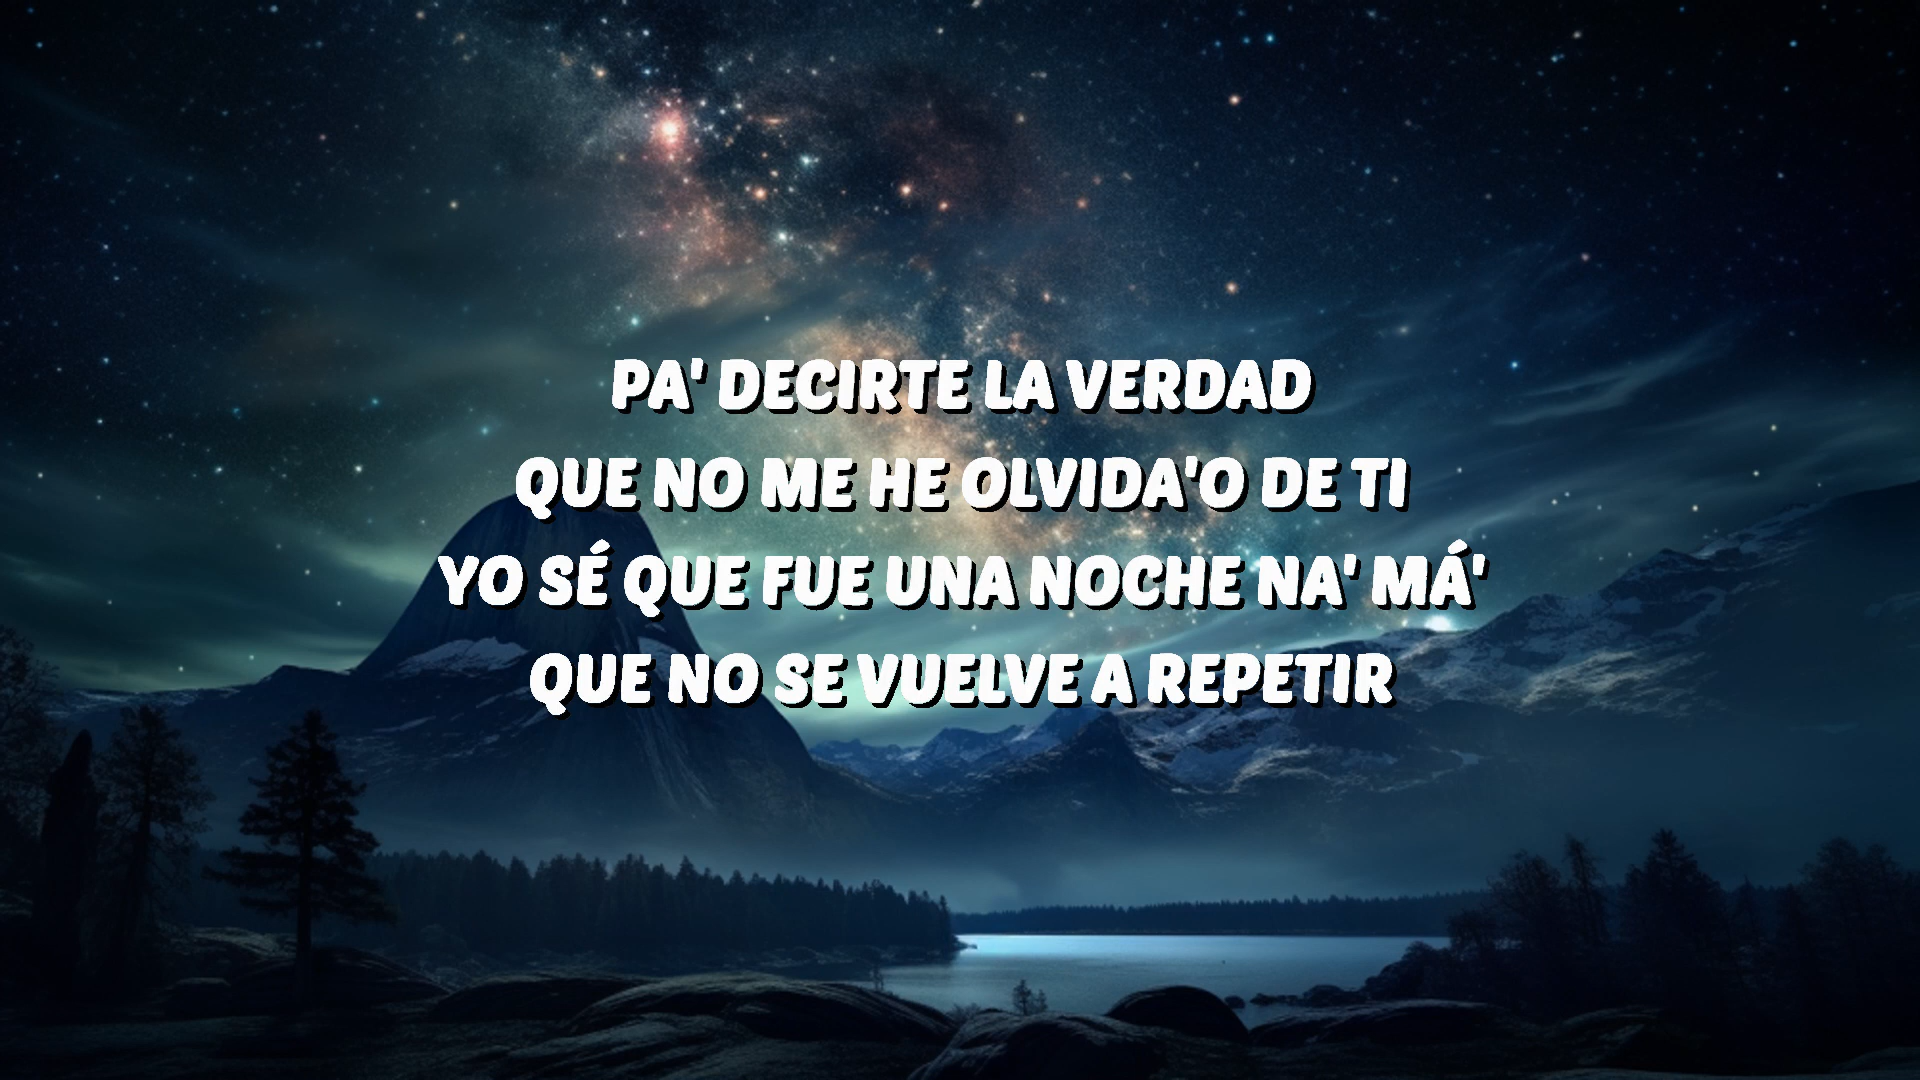 PA' DECIRTE LA VERDAD
QUE NO ME HE OLVIDA'O DE TI
YO SÉ QUE FUE UNA NOCHE NA' MÁ'
QUE NO SE VUELVE A REPETIR